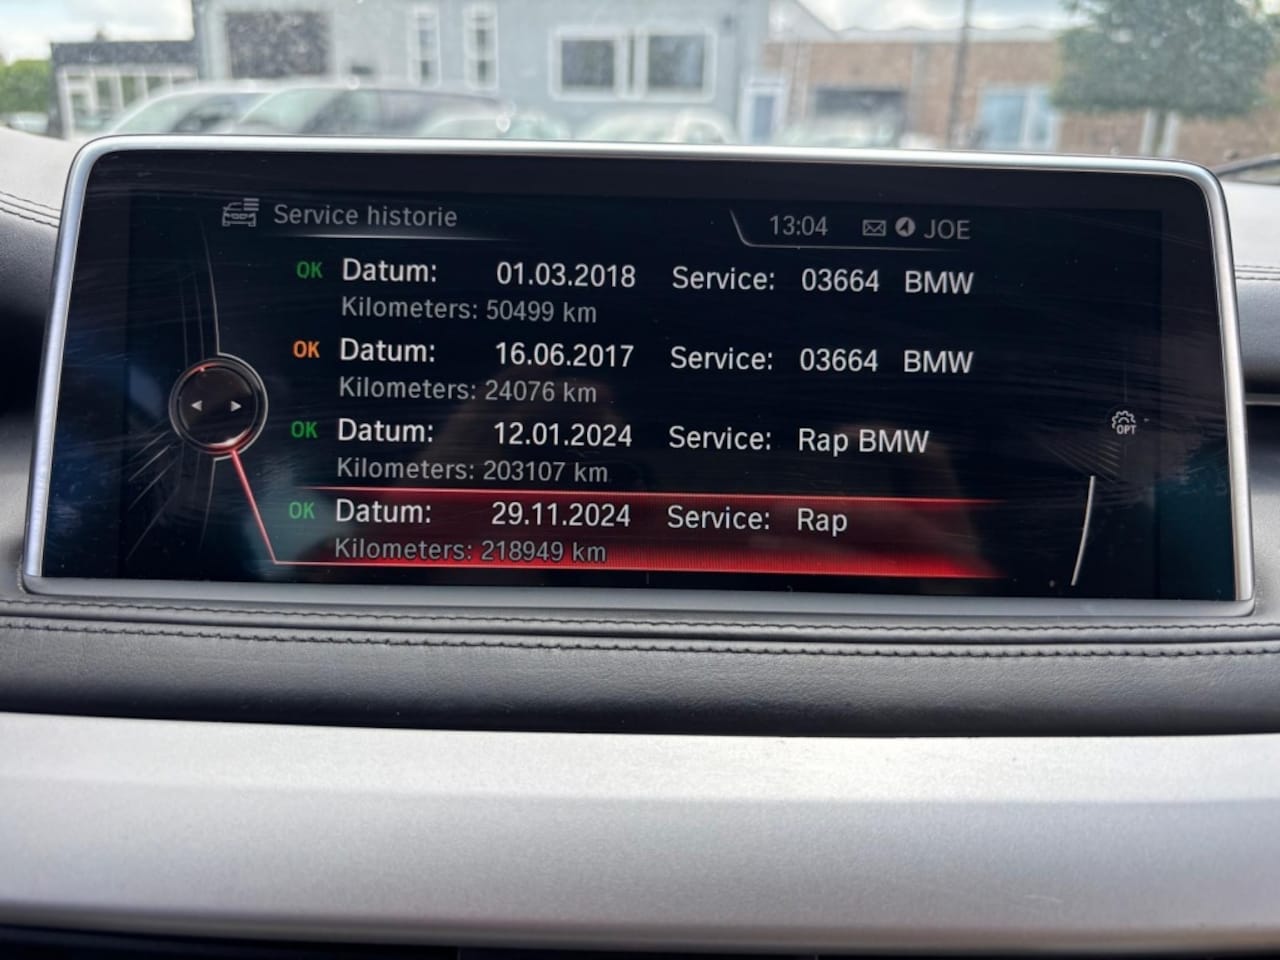 Service historie
13:04 JOE
OK Datum: 01.03.2018 Service: 03664 BMW
Kilometers: 50499 km
OK Datum: 16.06.2017 Service: 03664 BMW
Kilometers: 24076 km
OK Datum: 12.01.2024 Service: Rap BMW
Kilometers: 203107 km
OPT
OK Datum: 29.11.2024 Service: Rap
Kilometers: 218949 km